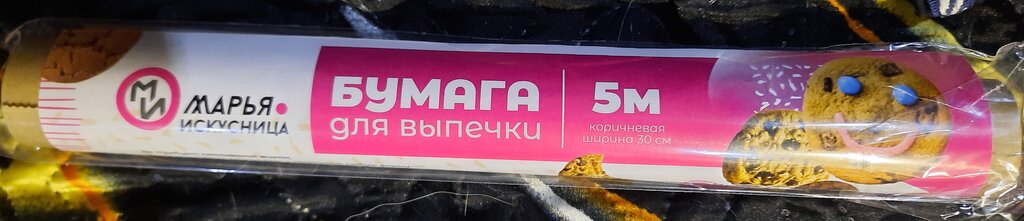 МИ
МАРЬЯ
ИСКУСНИЦА
БУМАГА
для выпечки
5м
коричневая
ширина 30 см